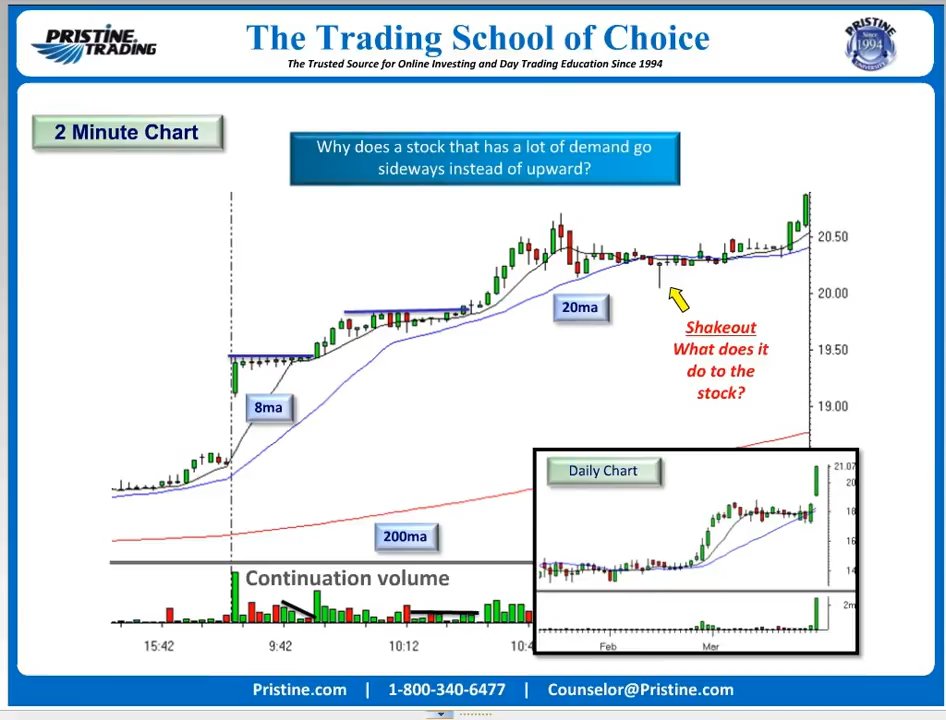 PRISTINE
TRADING
The Trading School of Choice
The Trusted Source for Online Investing and Day Trading Education Since 1994
PRISTINE
Since
1994
2 Minute Chart
Why does a stock that has a lot of demand go
sideways instead of upward?
20.50
20.00
19.50
19.00
20ma
Shakeout
What does it
do to the
stock?
8ma
200ma
Continuation volume
15:42
9:42
10:12
10:4
Daily Chart
21.07
20
18
16
14
2m
Feb
Mar
Pristine.com | 1-800-340-6477 | Counselor@Pristine.com